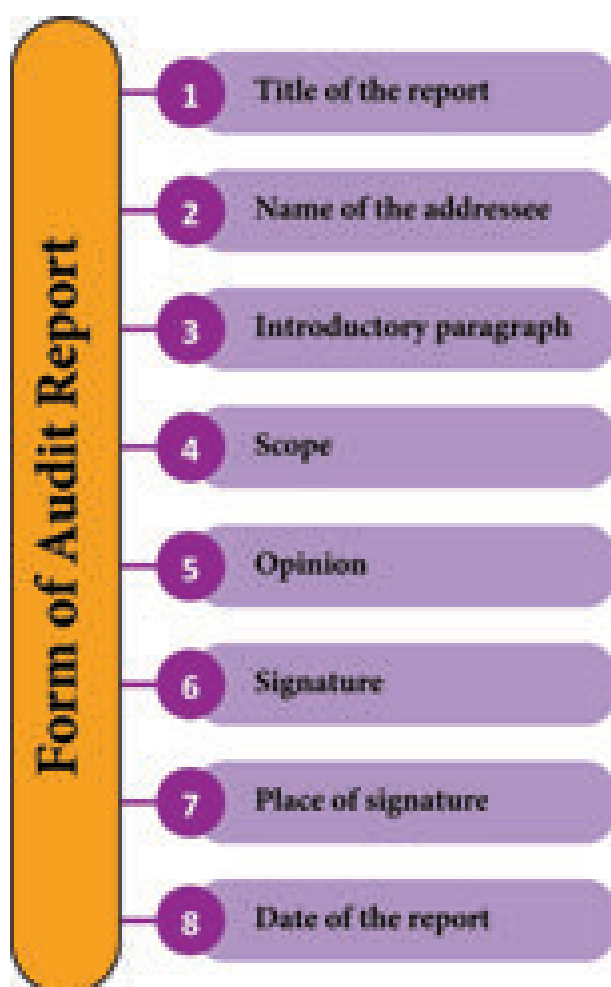 Form of Audit Report
1 Title of the report
2 Name of the addressee
3 Introductory paragraph
4 Scope
5 Opinion
6 Signature
7 Place of signature
8 Date of the report